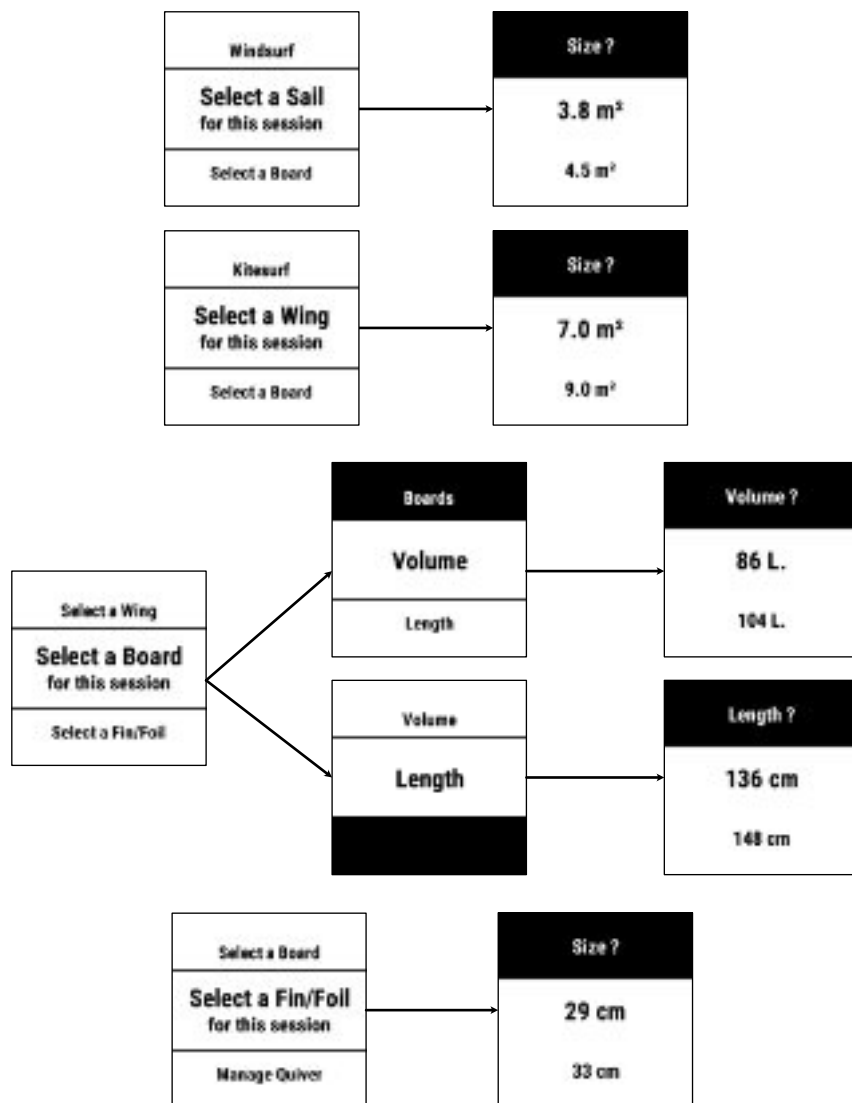 Windsurf
Select a Sail
for this session
Select a Board
Size ?
3.8 m²
4.5 m²
Kitesurf
Select a Wing
for this session
Select a Board
Size ?
7.0 m²
9.0 m²
Select a Wing
Select a Board
for this session
Select a Fin/Foil
Boards
Volume
Length
Volume ?
86 L.
104 L.
Volume
Length
Length ?
136 cm
148 cm
Select a Board
Select a Fin/Foil
for this session
Manage Quiver
Size ?
29 cm
33 cm